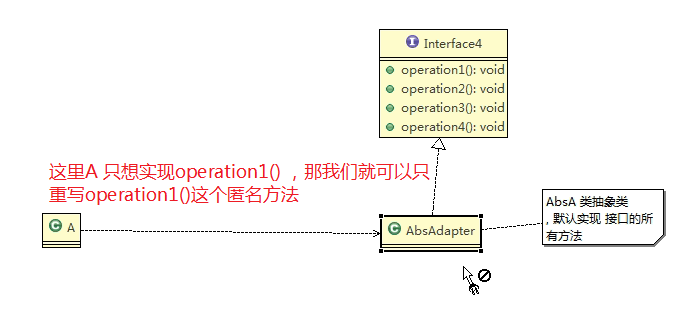 Interface4
operation1(): void
operation2(): void
operation3(): void
operation4(): void
这里A 只想实现operation1() ，那我们就可以只
重写operation1()这个匿名方法
A
AbsAdapter
AbsA 类抽象类
, 默认实现 接口的所
有方法